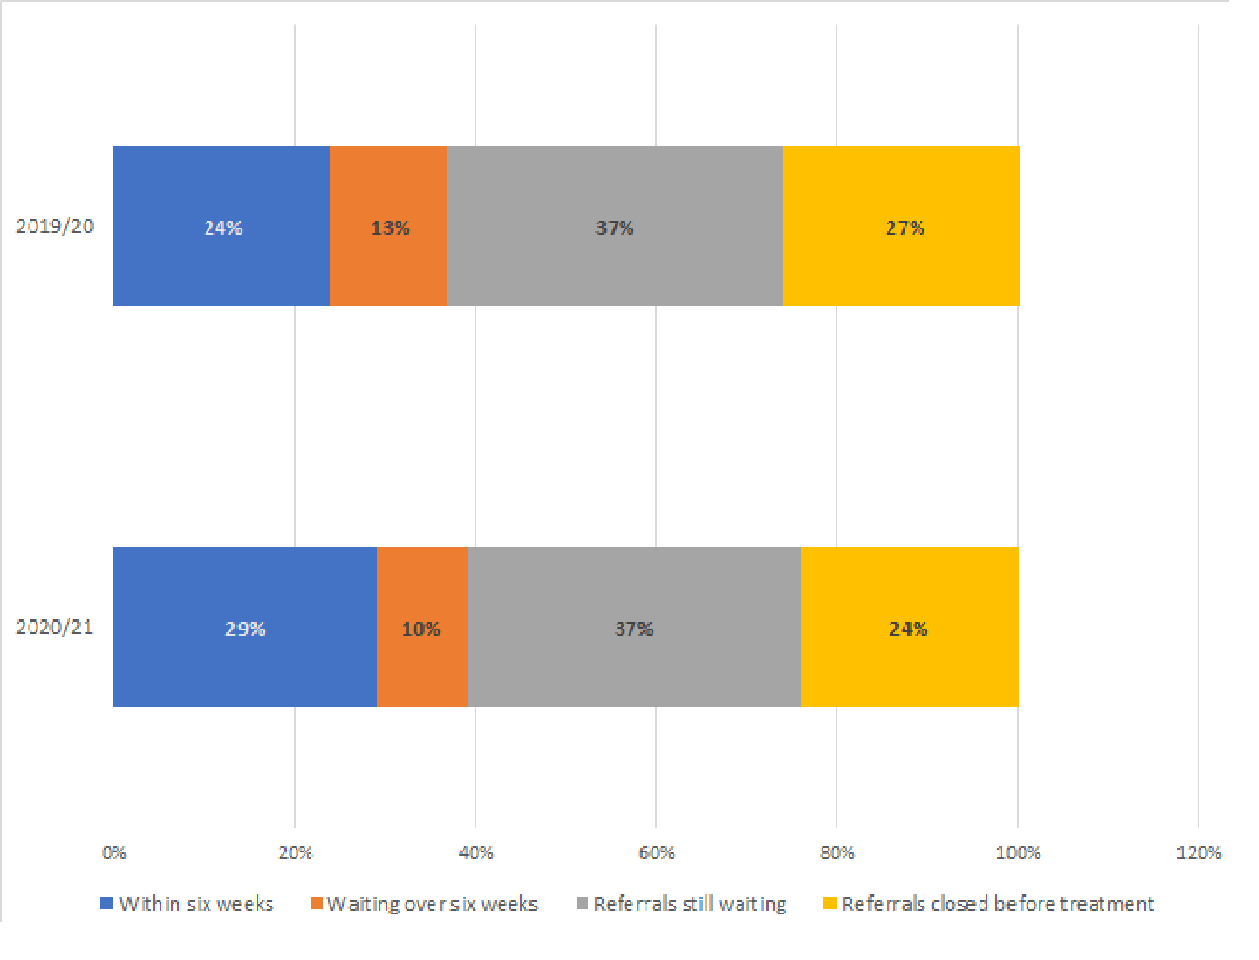 2019/20
24% 13% 37% 27%
2020/21
29% 10% 37% 24%
0% 20% 40% 60% 80% 100% 120%
Within six weeks Waiting over six weeks Referrals still waiting Referrals closed before treatment